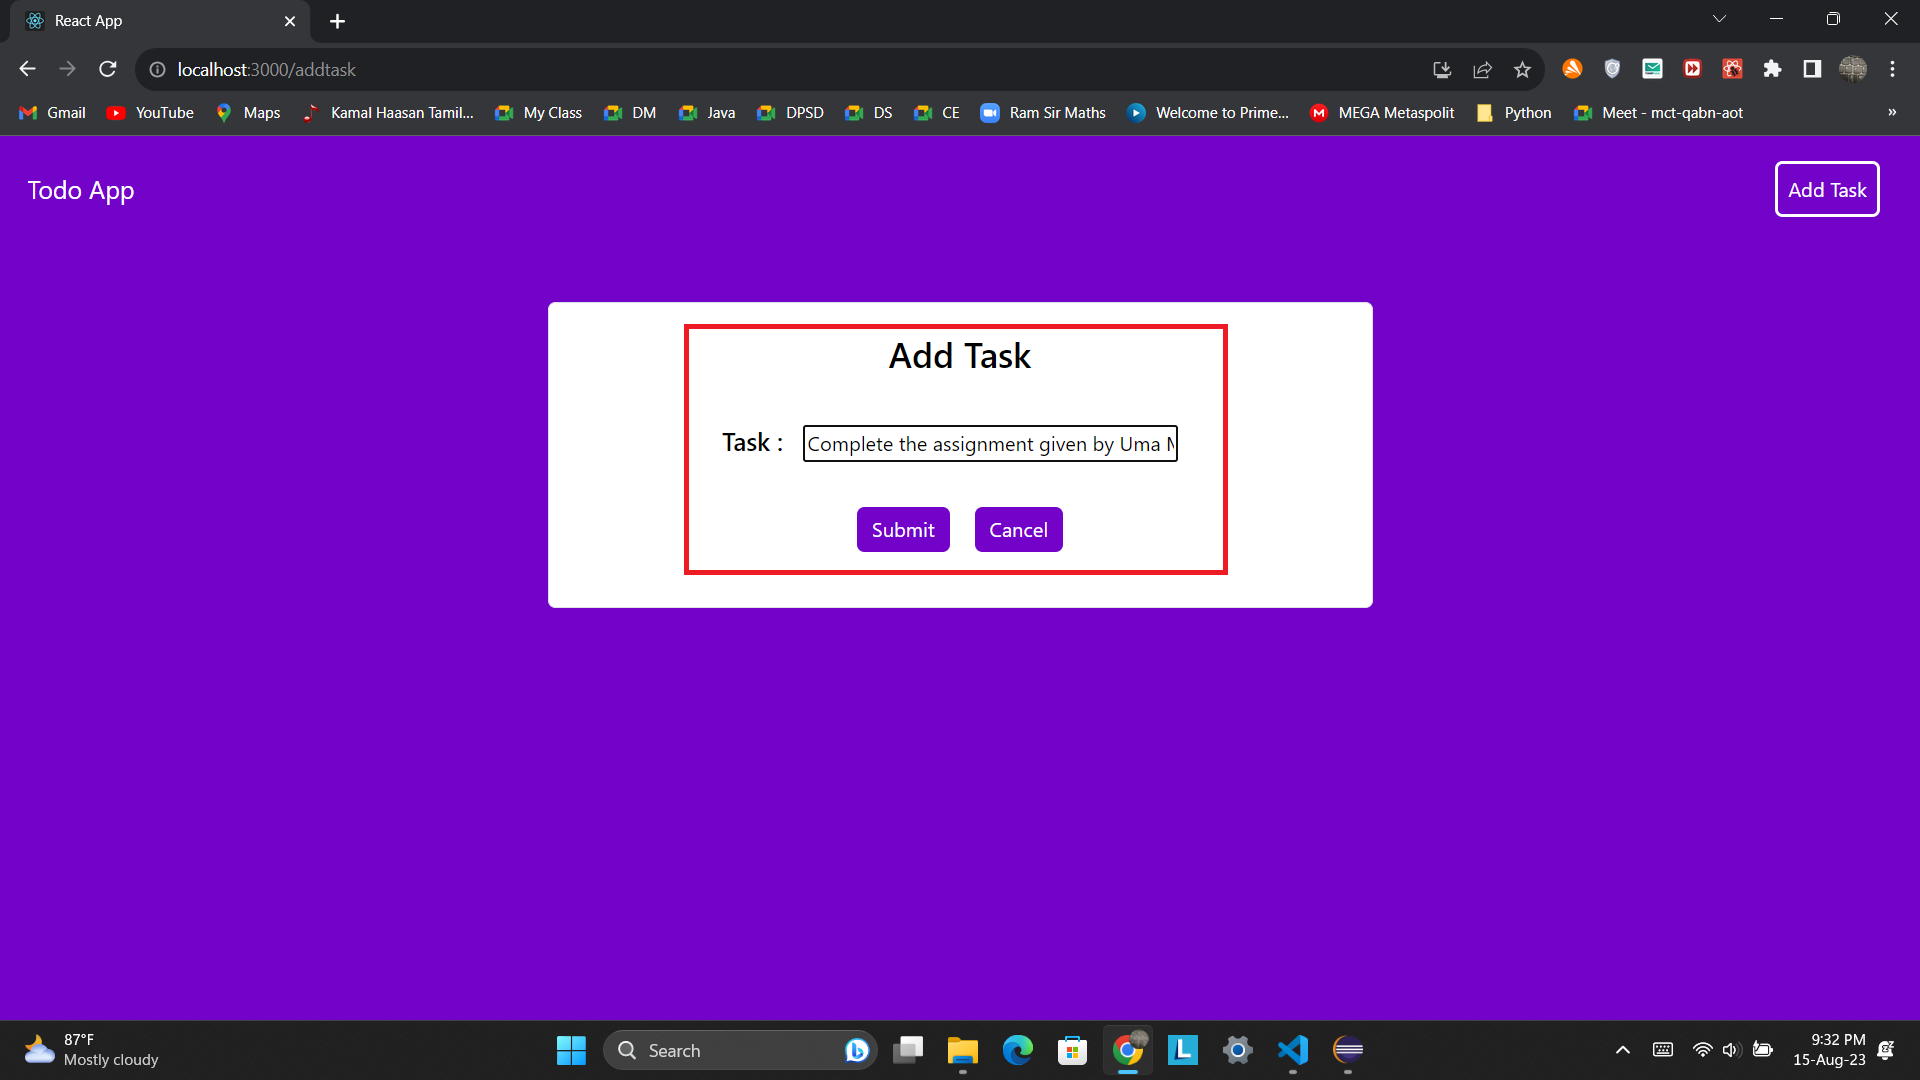 React App
localhost:3000/addtask
Gmail YouTube Maps Kamal Haasan Tamil... My Class DM Java DPSD DS CE Ram Sir Maths Welcome to Prime... MEGA Metaspolit Python Meet - mct-qabn-aot »
Todo App Add Task
Add Task
Task : Complete the assignment given by Uma
Submit Cancel
87°F
Mostly cloudy
Search
9:32 PM
15-Aug-23